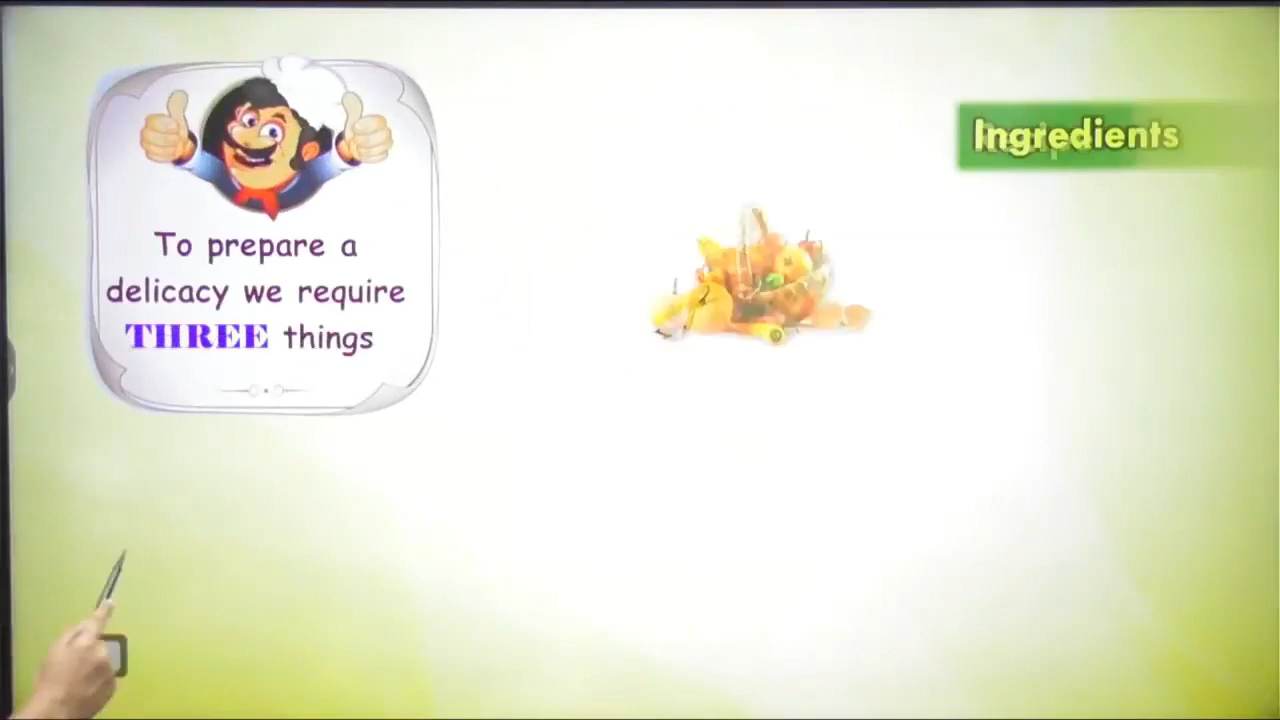 To prepare a
delicacy we require
THREE things
Ingredients